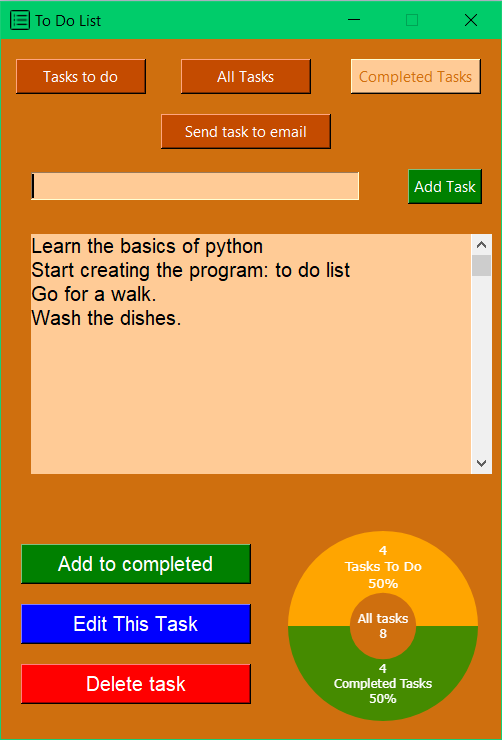 To Do List
Tasks to do
All Tasks
Completed Tasks
Send task to email
Add Task
Learn the basics of python
Start creating the program: to do list
Go for a walk.
Wash the dishes.
Add to completed
Edit This Task
Delete task
4
Tasks To Do
50%
All tasks
8
4
Completed Tasks
50%